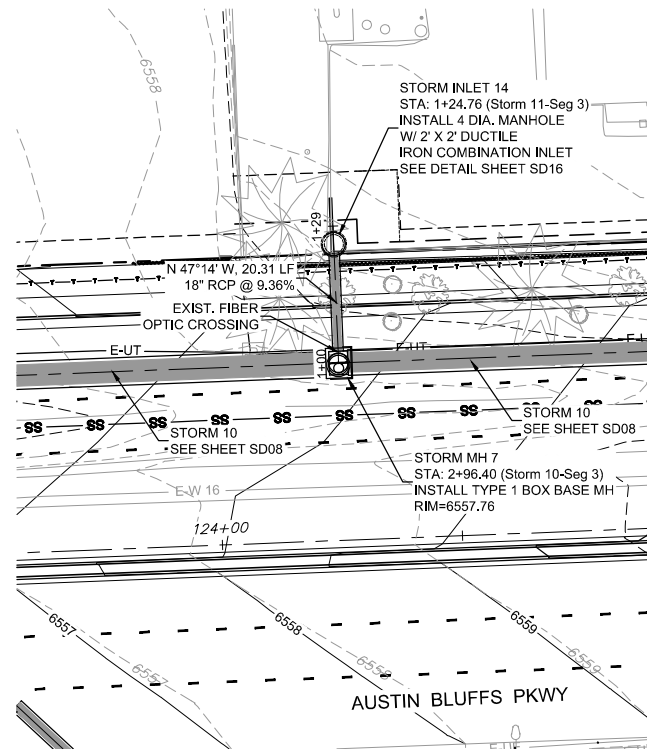 6558
STORM INLET 14
STA: 1+24.76 (Storm 11-Seg 3)
INSTALL 4 DIA. MANHOLE
W/ 2' X 2' DUCTILE
IRON COMBINATION INLET
SEE DETAIL SHEET SD16
1+29
N 47°14' W, 20.31 LF
18" RCP @ 9.36%
EXIST. FIBER
OPTIC CROSSING
E-UT
1+00
SS SS SS SS SS SS SS SS
STORM 10
SEE SHEET SD08
STORM 10
SEE SHEET SD08
STORM MH 7
STA: 2+96.40 (Storm 10-Seg 3)
INSTALL TYPE 1 BOX BASE MH
RIM=6557.76
E W 16
124+00
6557
6557
6558
6558
6559
6559
AUSTIN BLUFFS PKWY